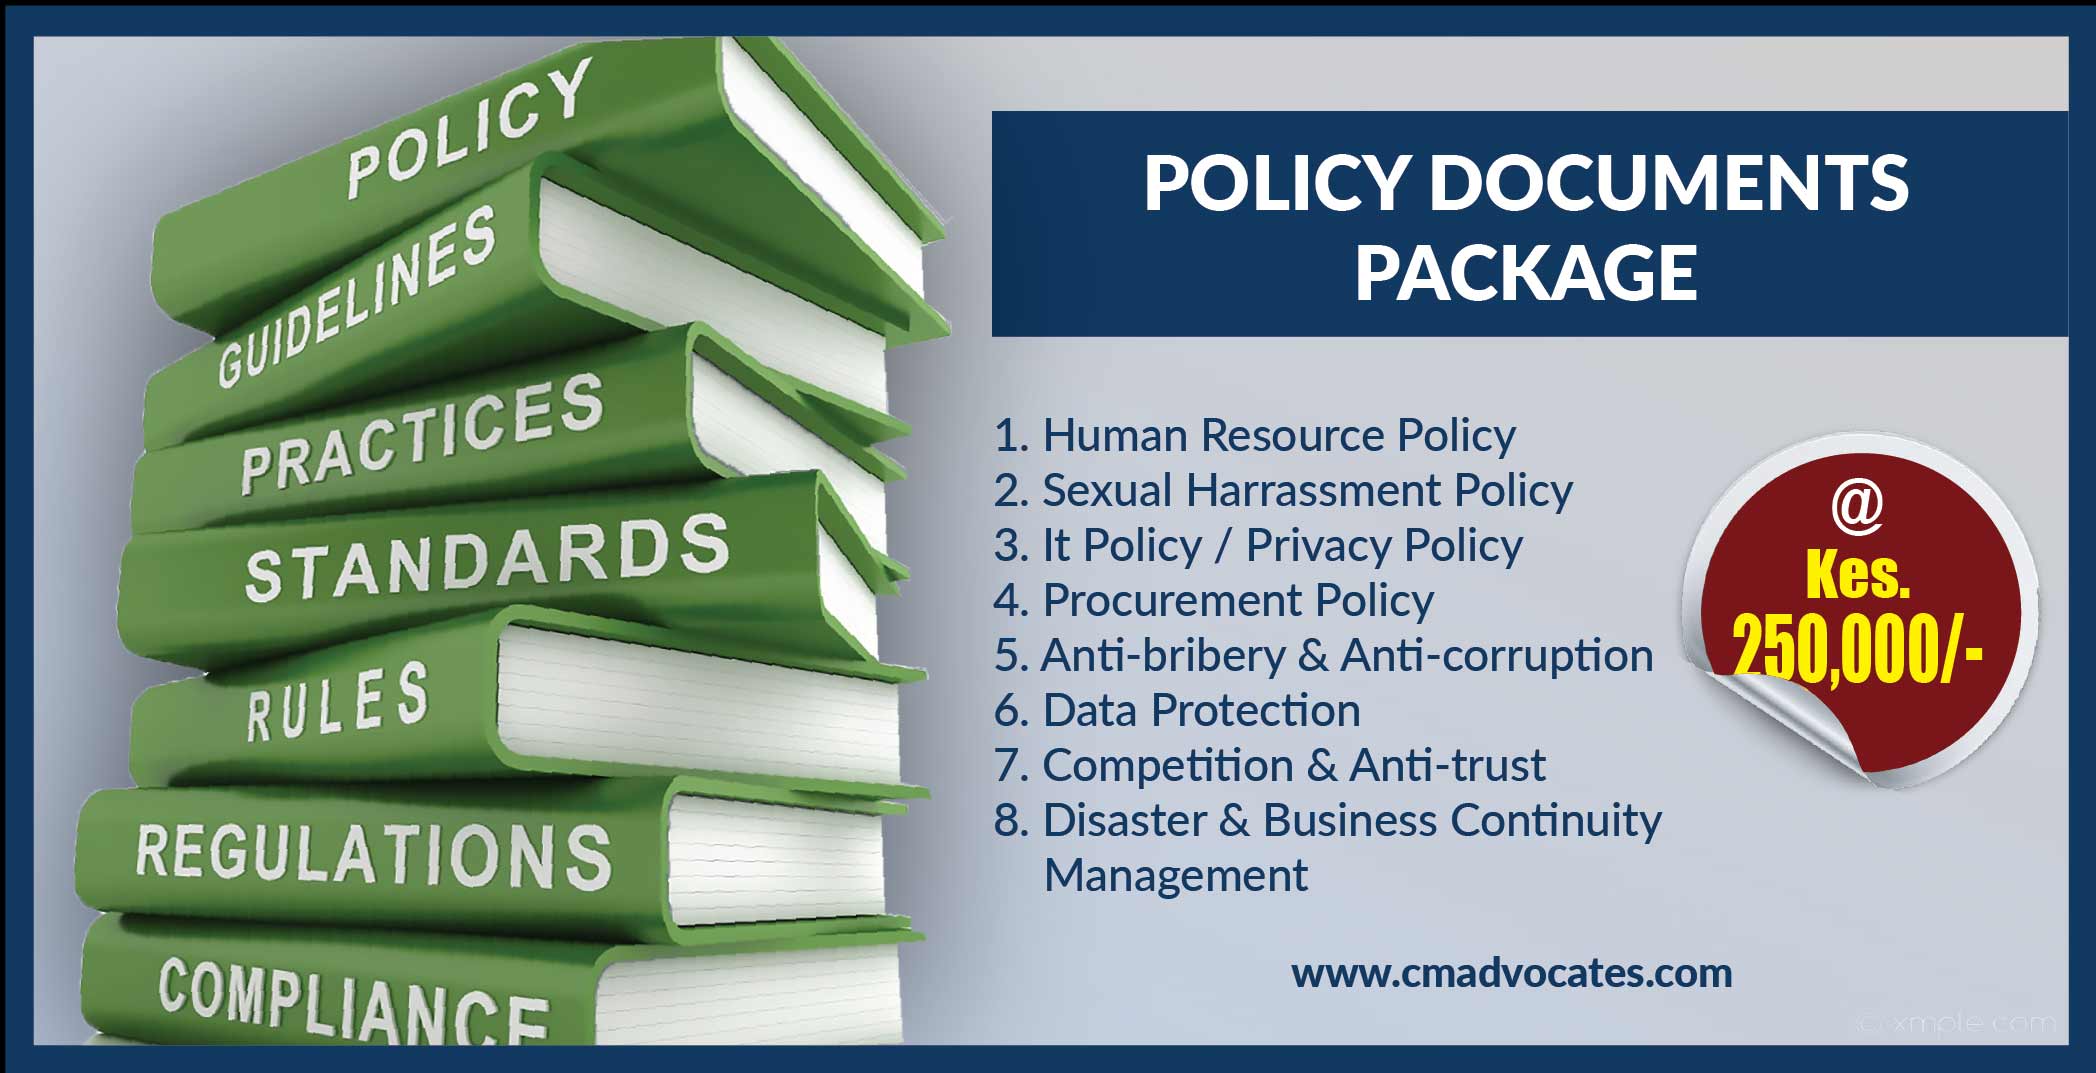 POLICY
GUIDELINES
PRACTICES
STANDARDS
RULES
REGULATIONS
COMPLIANCE
POLICY DOCUMENTS
PACKAGE
1. Human Resource Policy
2. Sexual Harrassment Policy
3. It Policy / Privacy Policy
4. Procurement Policy
5. Anti-bribery & Anti-corruption
6. Data Protection
7. Competition & Anti-trust
8. Disaster & Business Continuity
Management
@
Kes.
250,000/-
www.cmadvocates.com